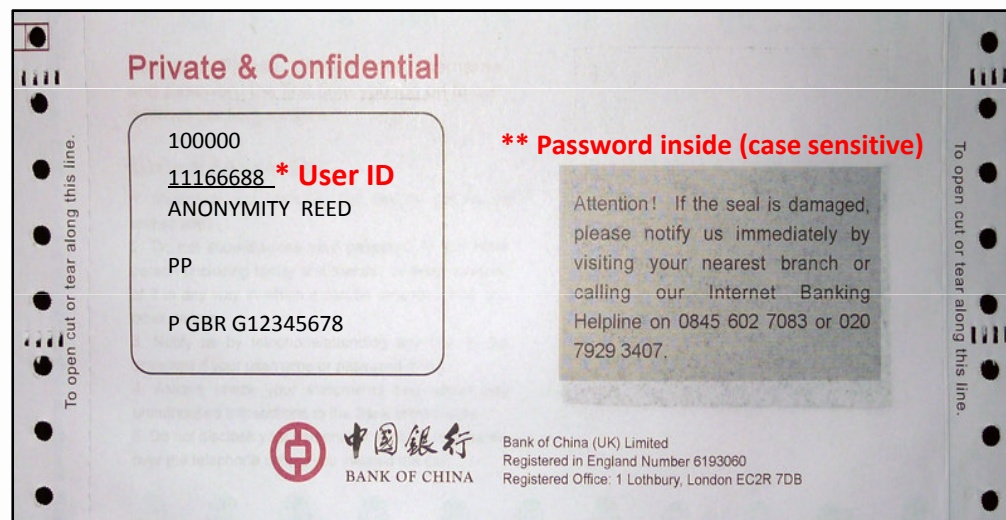 Private & Confidential
100000
11166688 * User ID
ANONYMITY REED
PP
P GBR G12345678
** Password inside (case sensitive)
Attention! If the seal is damaged,
please notify us immediately by
visiting your nearest branch or
calling our Internet Banking
Helpline on 0845 602 7083 or 020
7929 3407.
To open cut or tear along this line.
To open cut or tear along this line.
中國銀行
BANK OF CHINA
Bank of China (UK) Limited
Registered in England Number 6193060
Registered Office: 1 Lothbury, London EC2R 7DB